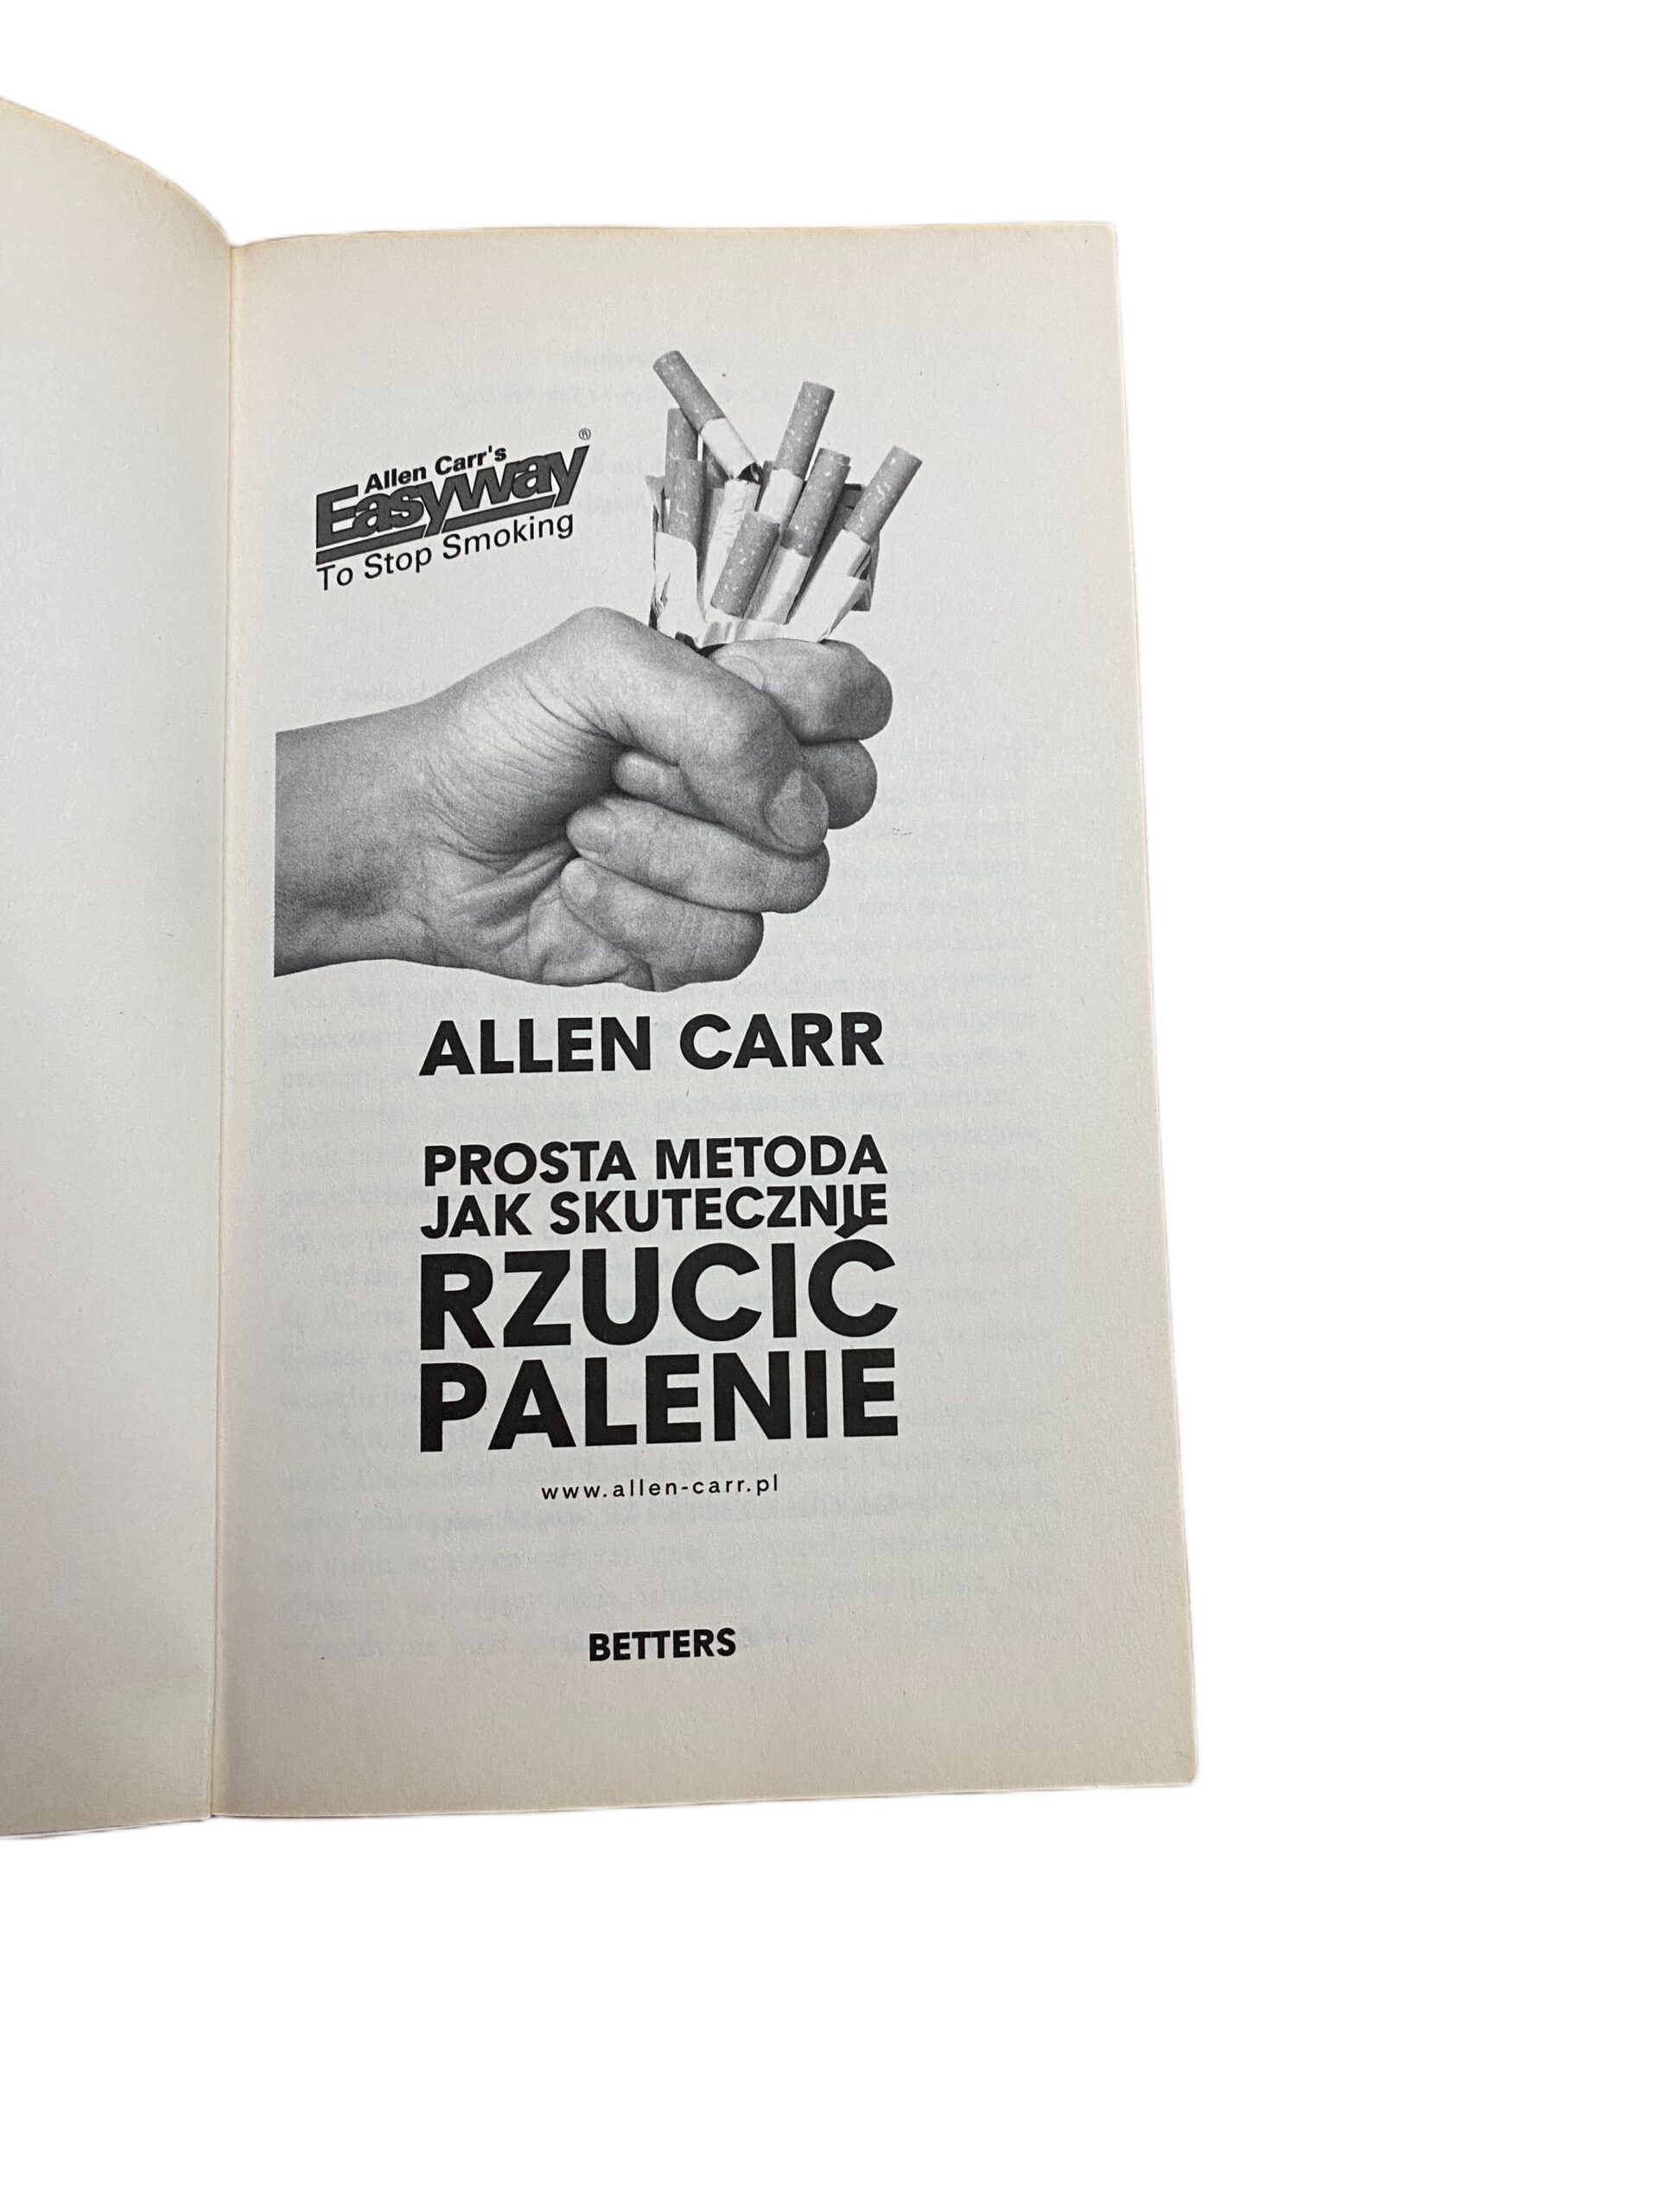 Allen Carr's
Easyway®
To Stop Smoking
ALLEN CARR
PROSTA METODA
JAK SKUTECZNIE
RZUCIĆ
PALENIE
www.allen-carr.pl
BETTERS